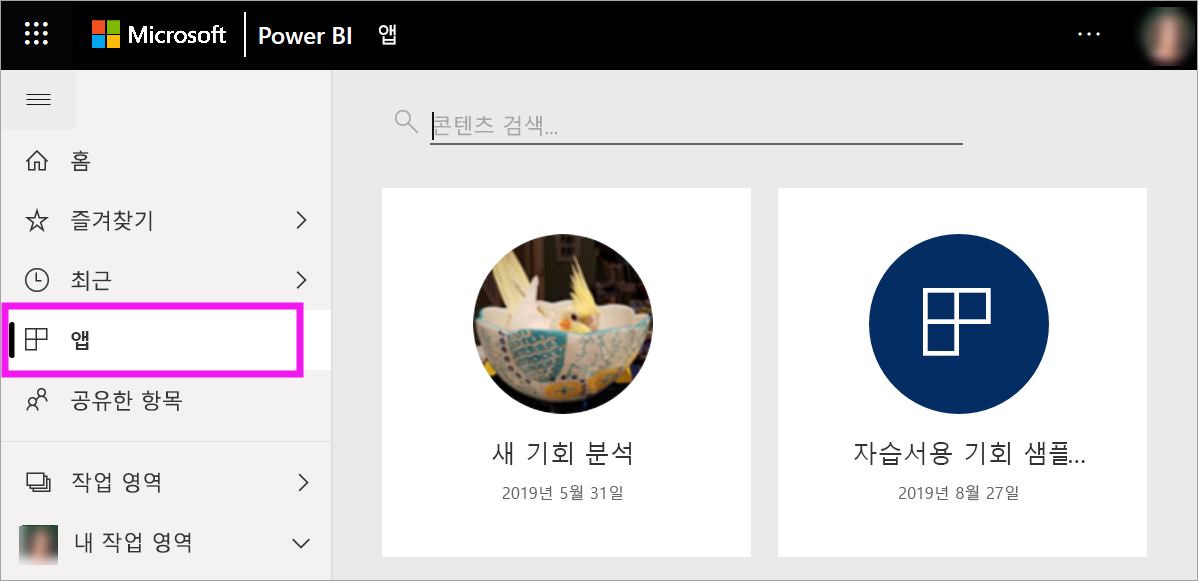 Microsoft Power BI 앱
콘텐츠 검색...
홈
즐겨찾기
최근
앱
공유한 항목
작업 영역
내 작업 영역
새 기회 분석
2019년 5월 31일
자습서용 기회 샘플...
2019년 8월 27일